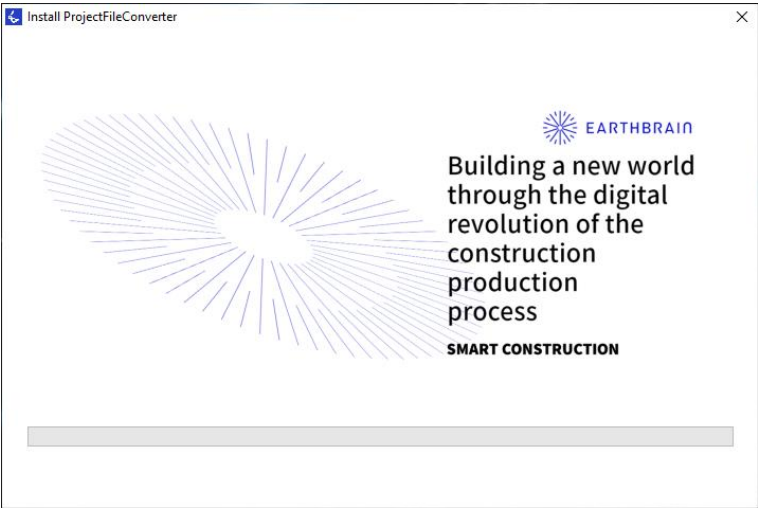 Install ProjectFileConverter
EARTHBRAIN
Building a new world
through the digital
revolution of the
construction
production
process
SMART CONSTRUCTION